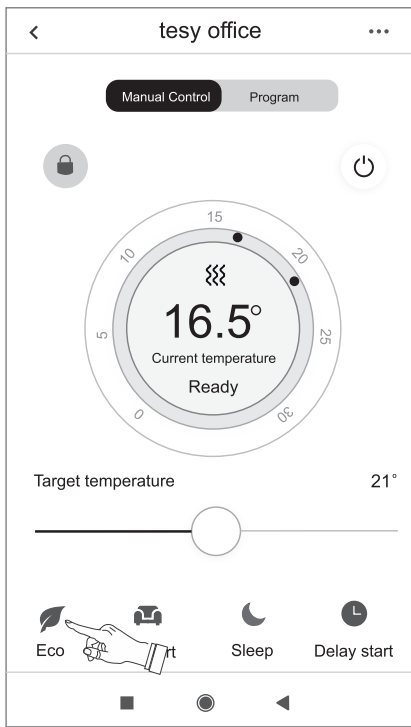 tesy office
Manual Control Program
15
10 20
16.5°
5 25
Current temperature
Ready
0 30
Target temperature 21°
Eco rt Sleep Delay start